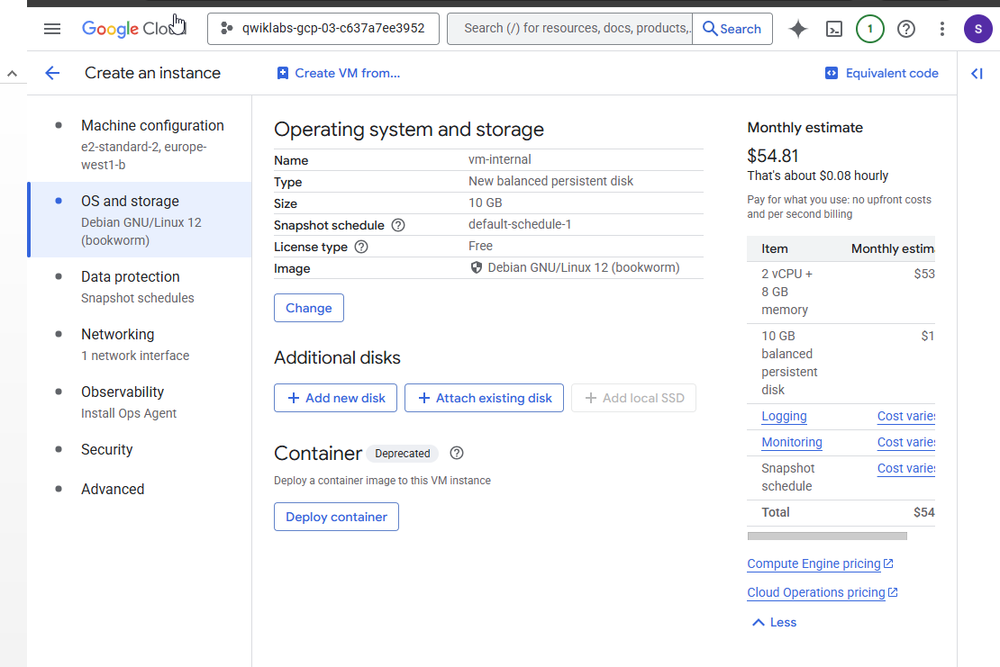 Google Cloud
qwiklabs-gcp-03-c637a7ee3952
Search (/) for resources, docs, products,.
Search
1
S
Create an instance
Create VM from...
Equivalent code
Machine configuration
e2-standard-2, europe-
west1-b
OS and storage
Debian GNU/Linux 12
(bookworm)
Data protection
Snapshot schedules
Networking
1 network interface
Observability
Install Ops Agent
Security
Advanced
Operating system and storage
Name vm-internal
Type New balanced persistent disk
Size 10 GB
Snapshot schedule default-schedule-1
License type Free
Image Debian GNU/Linux 12 (bookworm)
Change
Additional disks
+ Add new disk
+ Attach existing disk
+ Add local SSD
Container Deprecated
Deploy a container image to this VM instance
Deploy container
Monthly estimate
$54.81
That's about $0.08 hourly
Pay for what you use: no upfront costs
and per second billing
Item Monthly estim
2 vCPU + $53
8 GB
memory
10 GB $1
balanced
persistent
disk
Logging Cost varies
Monitoring Cost varies
Snapshot Cost varies
schedule
Total $54
Compute Engine pricing
Cloud Operations pricing
Less